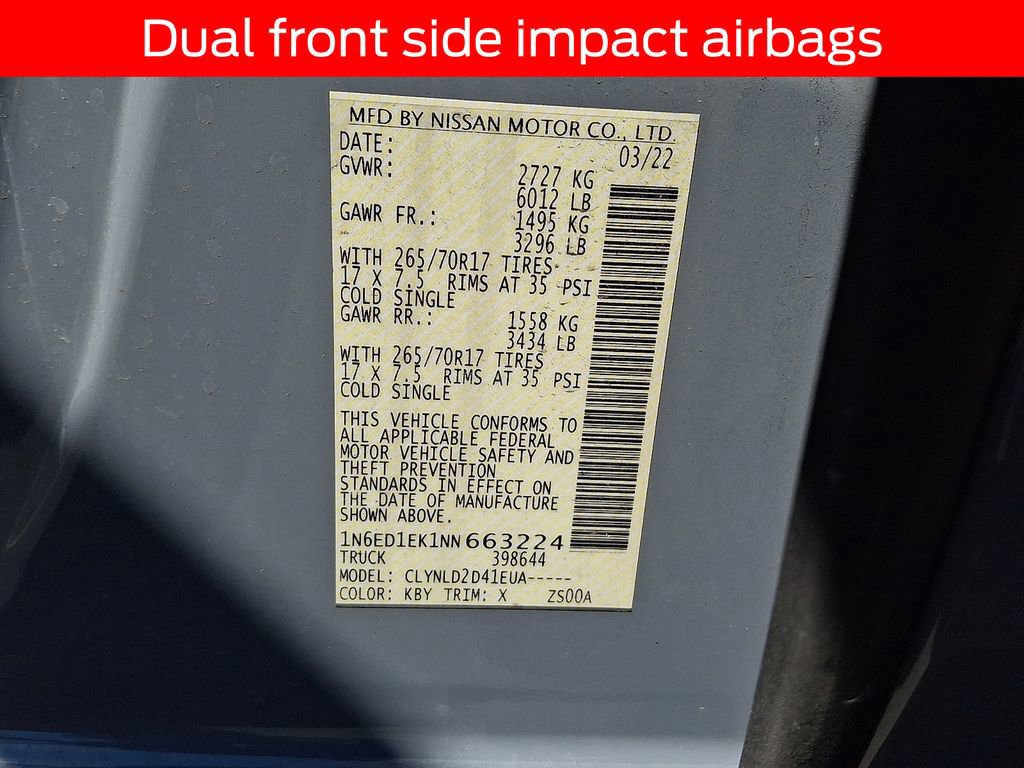 Dual front side impact airbags
MFD BY NISSAN MOTOR CO., LTD.
DATE: 03/22
GVWR: 2727 KG
6012 LB
GAWR FR.: 1495 KG
3296 LB
WITH 265/70R17 TIRES
17 X 7.5 RIMS AT 35 PSI
COLD SINGLE
GAWR RR.: 1558 KG
3434 LB
WITH 265/70R17 TIRES
17 X 7.5 RIMS AT 35 PSI
COLD SINGLE
THIS VEHICLE CONFORMS TO
ALL APPLICABLE FEDERAL
MOTOR VEHICLE SAFETY AND
THEFT PREVENTION
STANDARDS IN EFFECT ON
THE DATE OF MANUFACTURE
SHOWN ABOVE.
1N6ED1EK1NN663224
TRUCK 398644
MODEL: CLYNLD2D41EUA-----
COLOR: KBY TRIM: X ZS00A